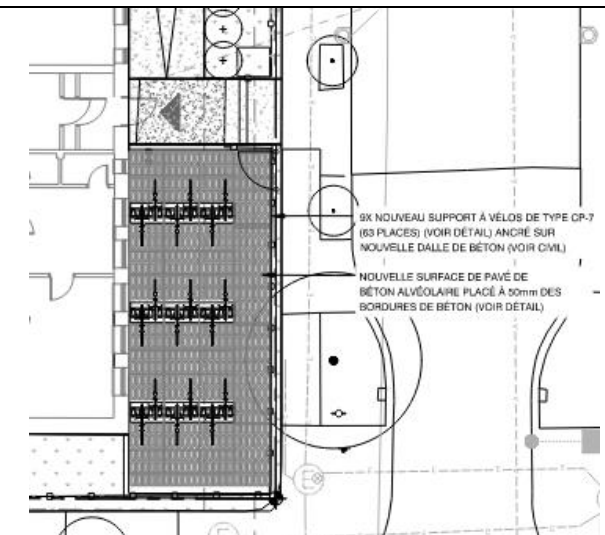 9X NOUVEAU SUPPORT À VÉLOS DE TYPE CP-7
(63 PLACES) (VOIR DÉTAIL) ANCRÉ SUR
NOUVELLE DALLE DE BÉTON (VOIR CIVIL)
NOUVELLE SURFACE DE PAVÉ DE
BÉTON ALVÉOLAIRE PLACÉ À 50mm DES
BORDURES DE BÉTON (VOIR DÉTAIL)